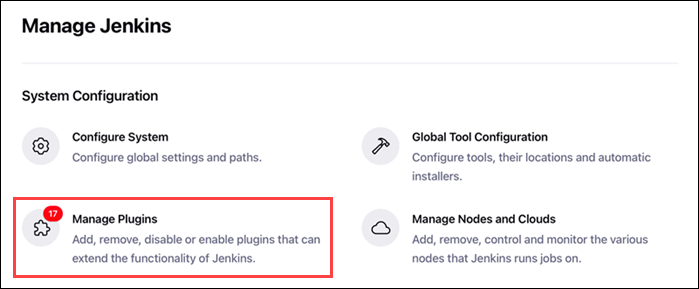 Manage Jenkins
System Configuration
Configure System
Configure global settings and paths.
Global Tool Configuration
Configure tools, their locations and automatic
installers.
17
Manage Plugins
Add, remove, disable or enable plugins that can
extend the functionality of Jenkins.
Manage Nodes and Clouds
Add, remove, control and monitor the various
nodes that Jenkins runs jobs on.